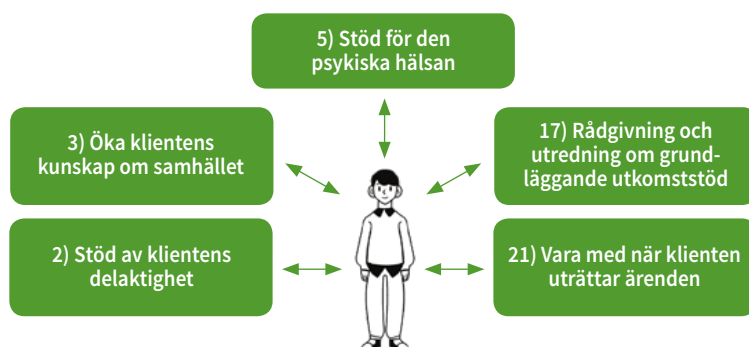 5) Stöd för den
psykiska hälsan
3) Öka klientens
kunskap om samhället
17) Rådgivning och
utredning om grund-
läggande utkomststöd
2) Stöd av klientens
delaktighet
21) Vara med när klienten
uträttar ärenden